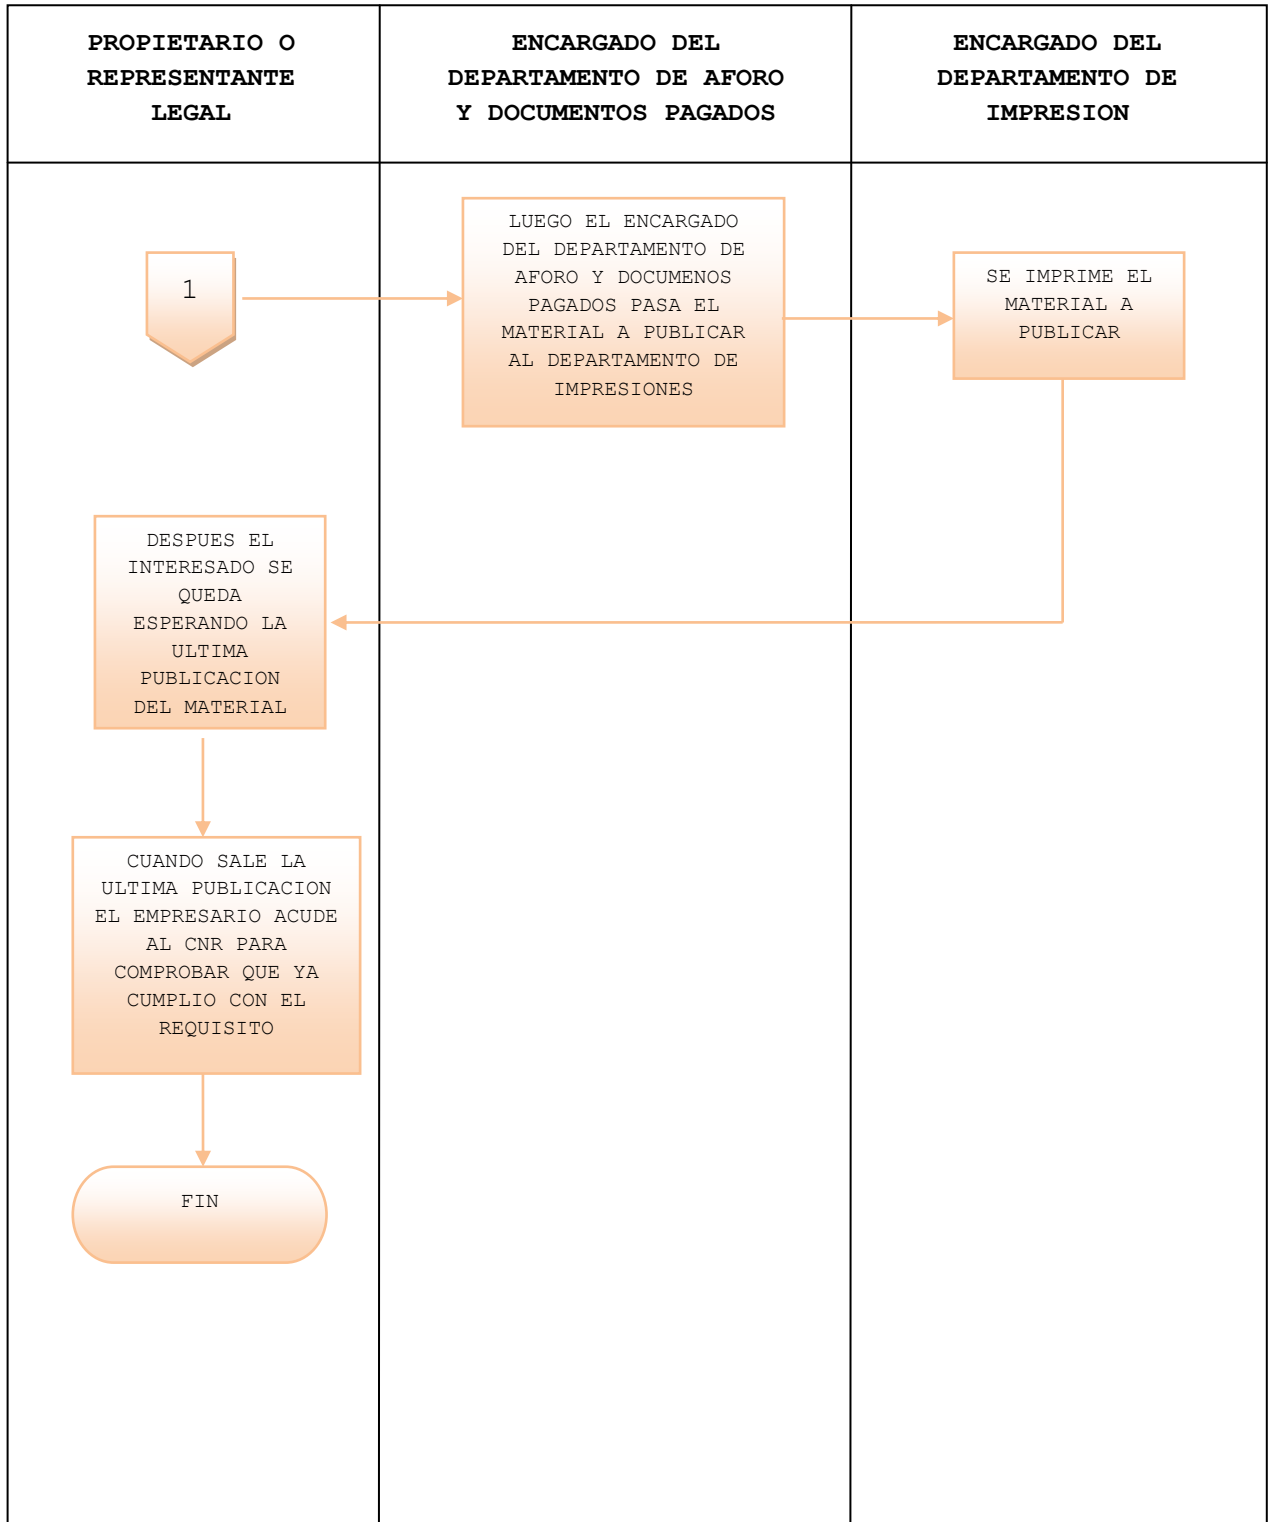 PROPIETARIO O
REPRESENTANTE
LEGAL
ENCARGADO DEL
DEPARTAMENTO DE AFORO
Y DOCUMENTOS PAGADOS
ENCARGADO DEL
DEPARTAMENTO DE
IMPRESION
1
LUEGO EL ENCARGADO
DEL DEPARTAMENTO DE
AFORO Y DOCUMENOS
PAGADOS PASA EL
MATERIAL A PUBLICAR
AL DEPARTAMENTO DE
IMPRESIONES
SE IMPRIME EL
MATERIAL A
PUBLICAR
DESPUES EL
INTERESADO SE
QUEDA
ESPERANDO LA
ULTIMA
PUBLICACION
DEL MATERIAL
CUANDO SALE LA
ULTIMA PUBLICACION
EL EMPRESARIO ACUDE
AL CNR PARA
COMPROBAR QUE YA
CUMPLIO CON EL
REQUISITO
FIN